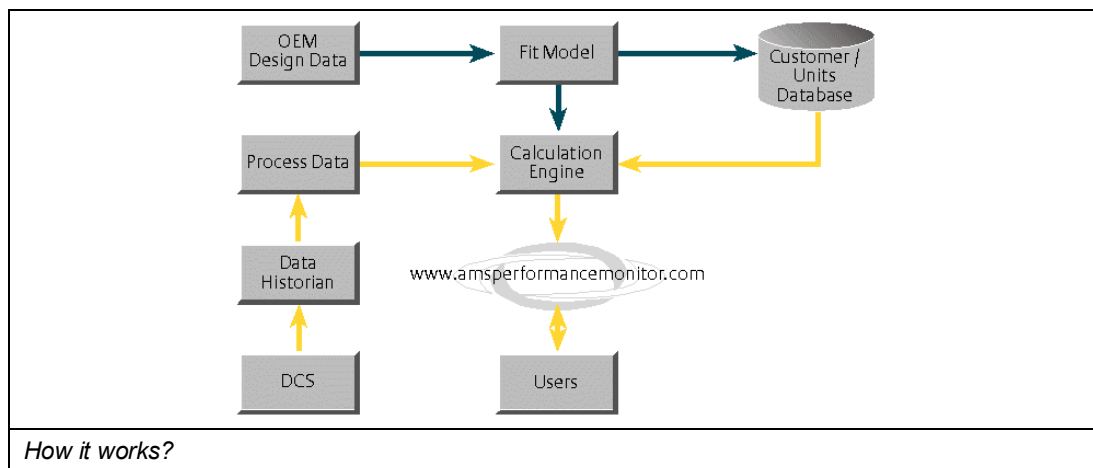 OEM
Design Data
Fit Model
Customer /
Units
Database
Process Data
Calculation
Engine
Data
Historian
www.amsperformancemonitor.com
DCS
Users
How it works?